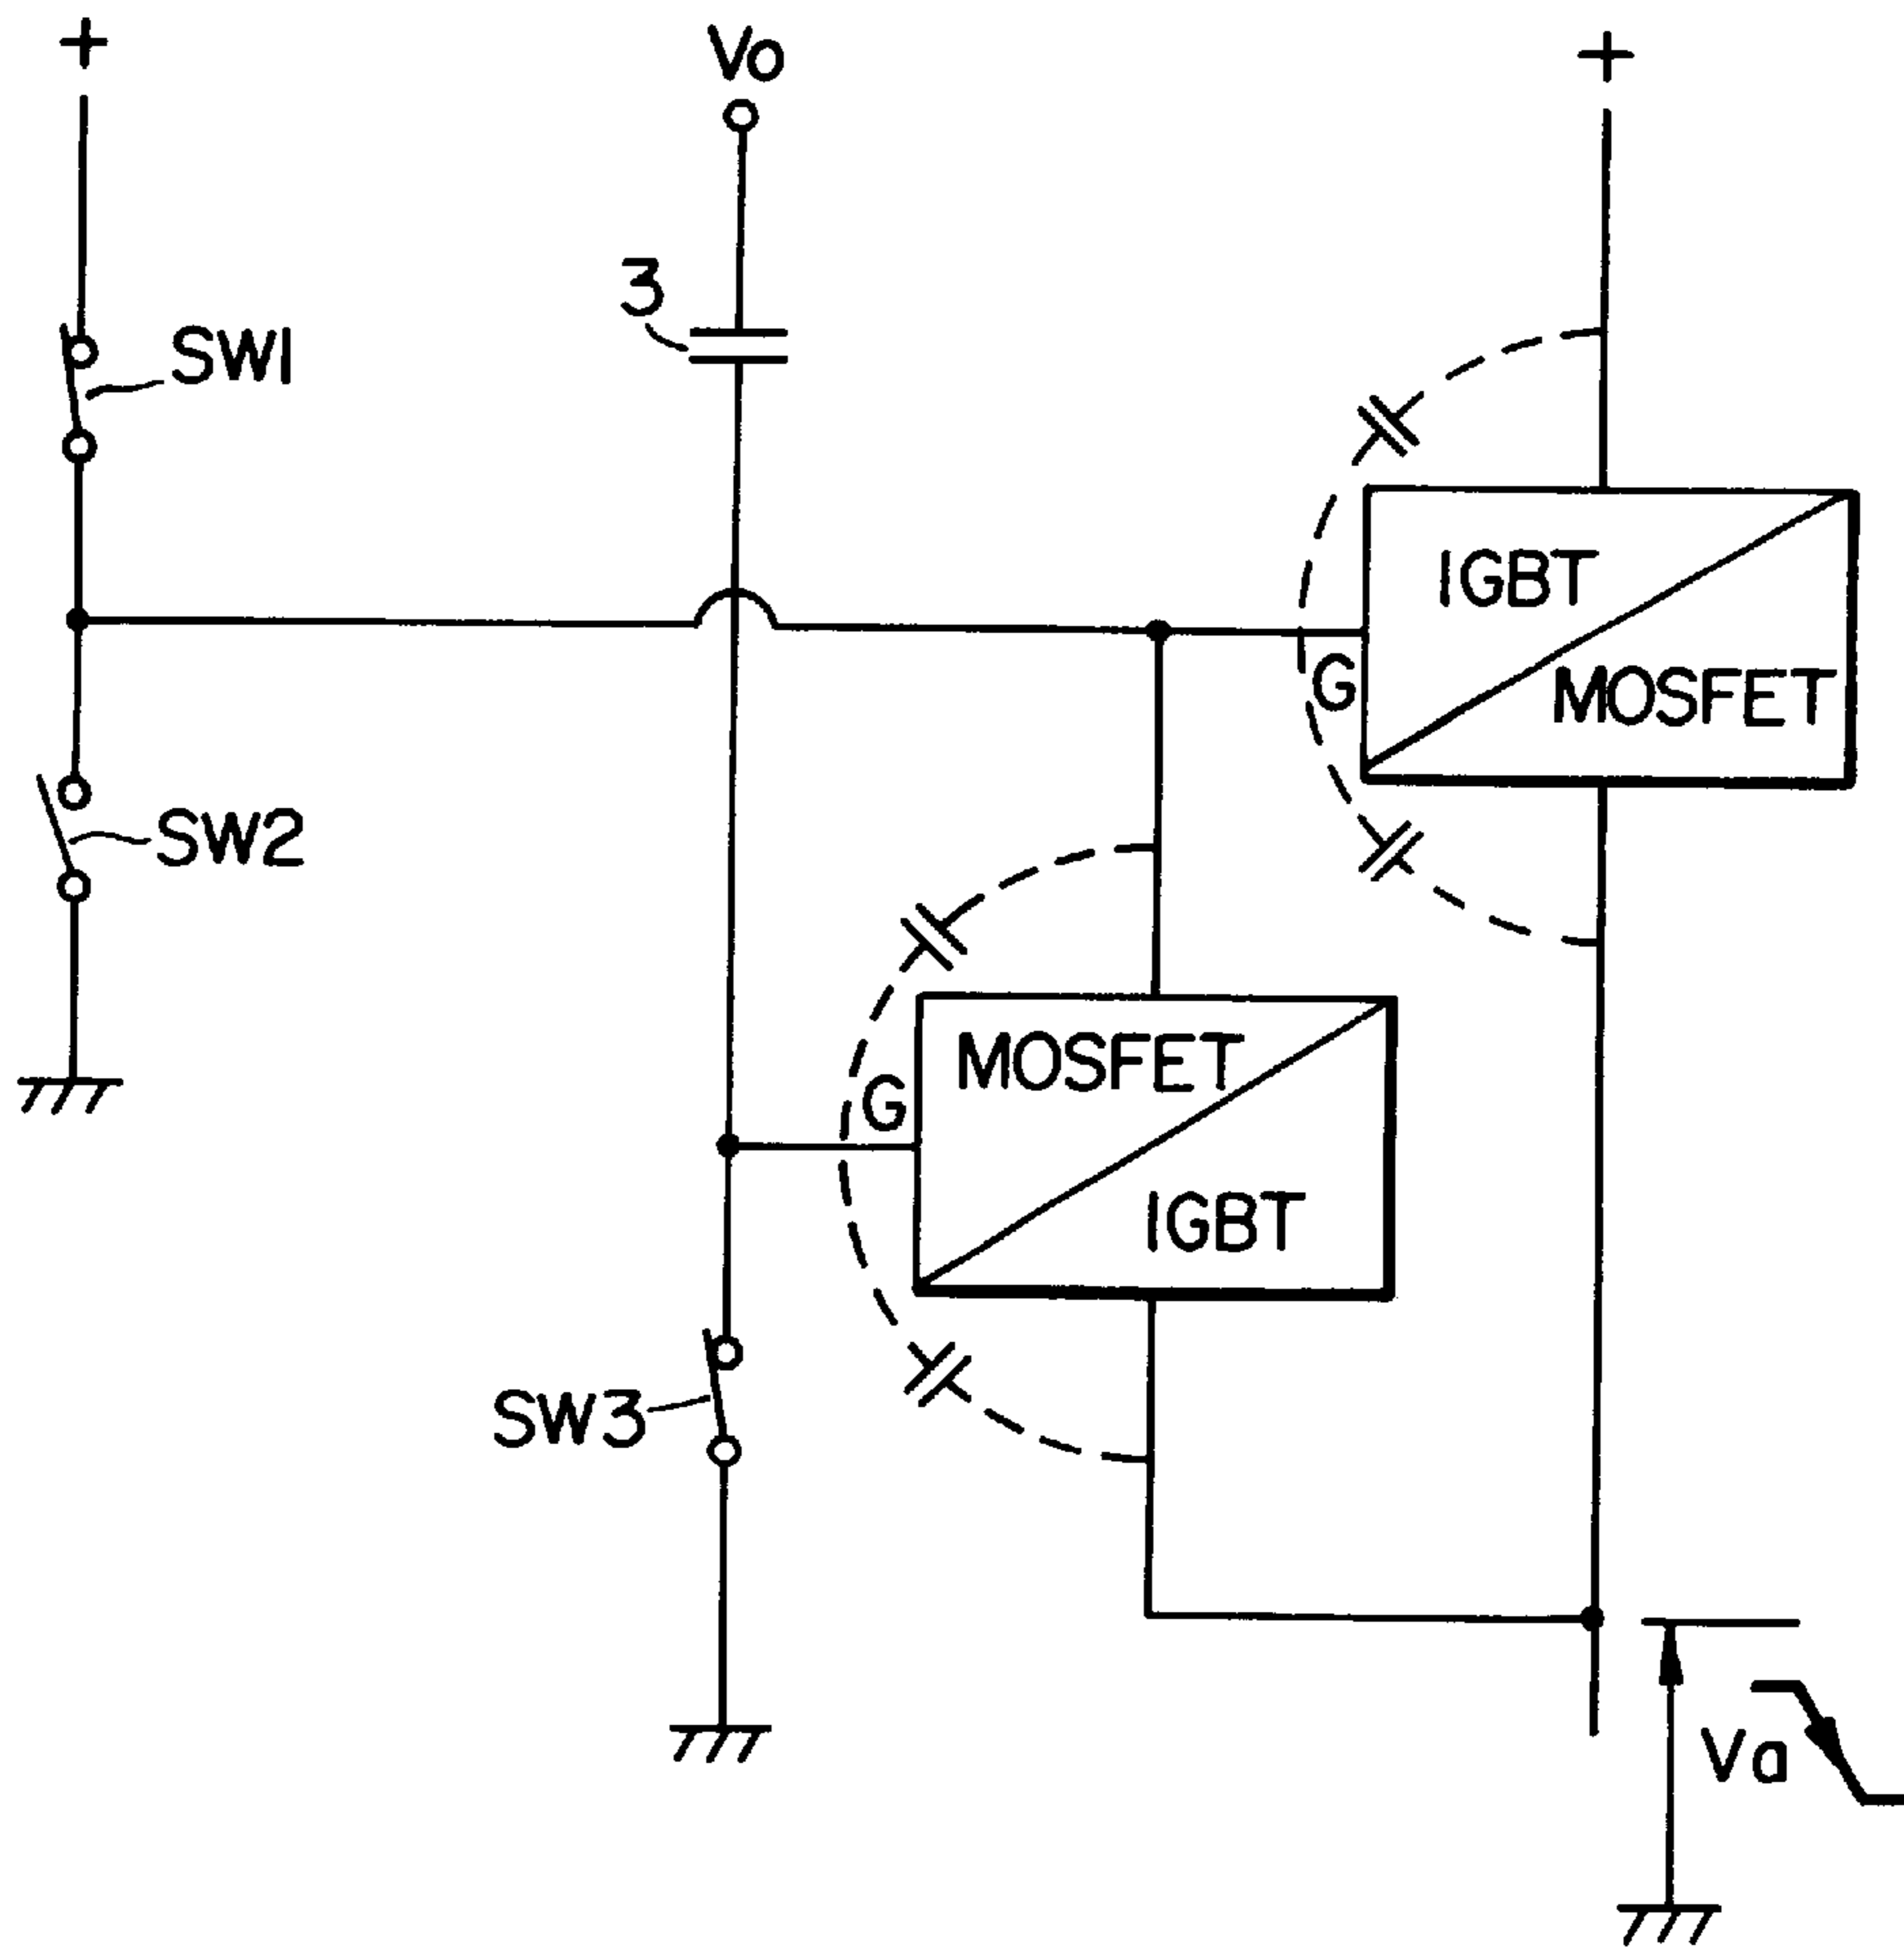 +
Vo
+
3
SW1
IGBT
G
MOSFET
SW2
MOSFET
G
IGBT
SW3
Va